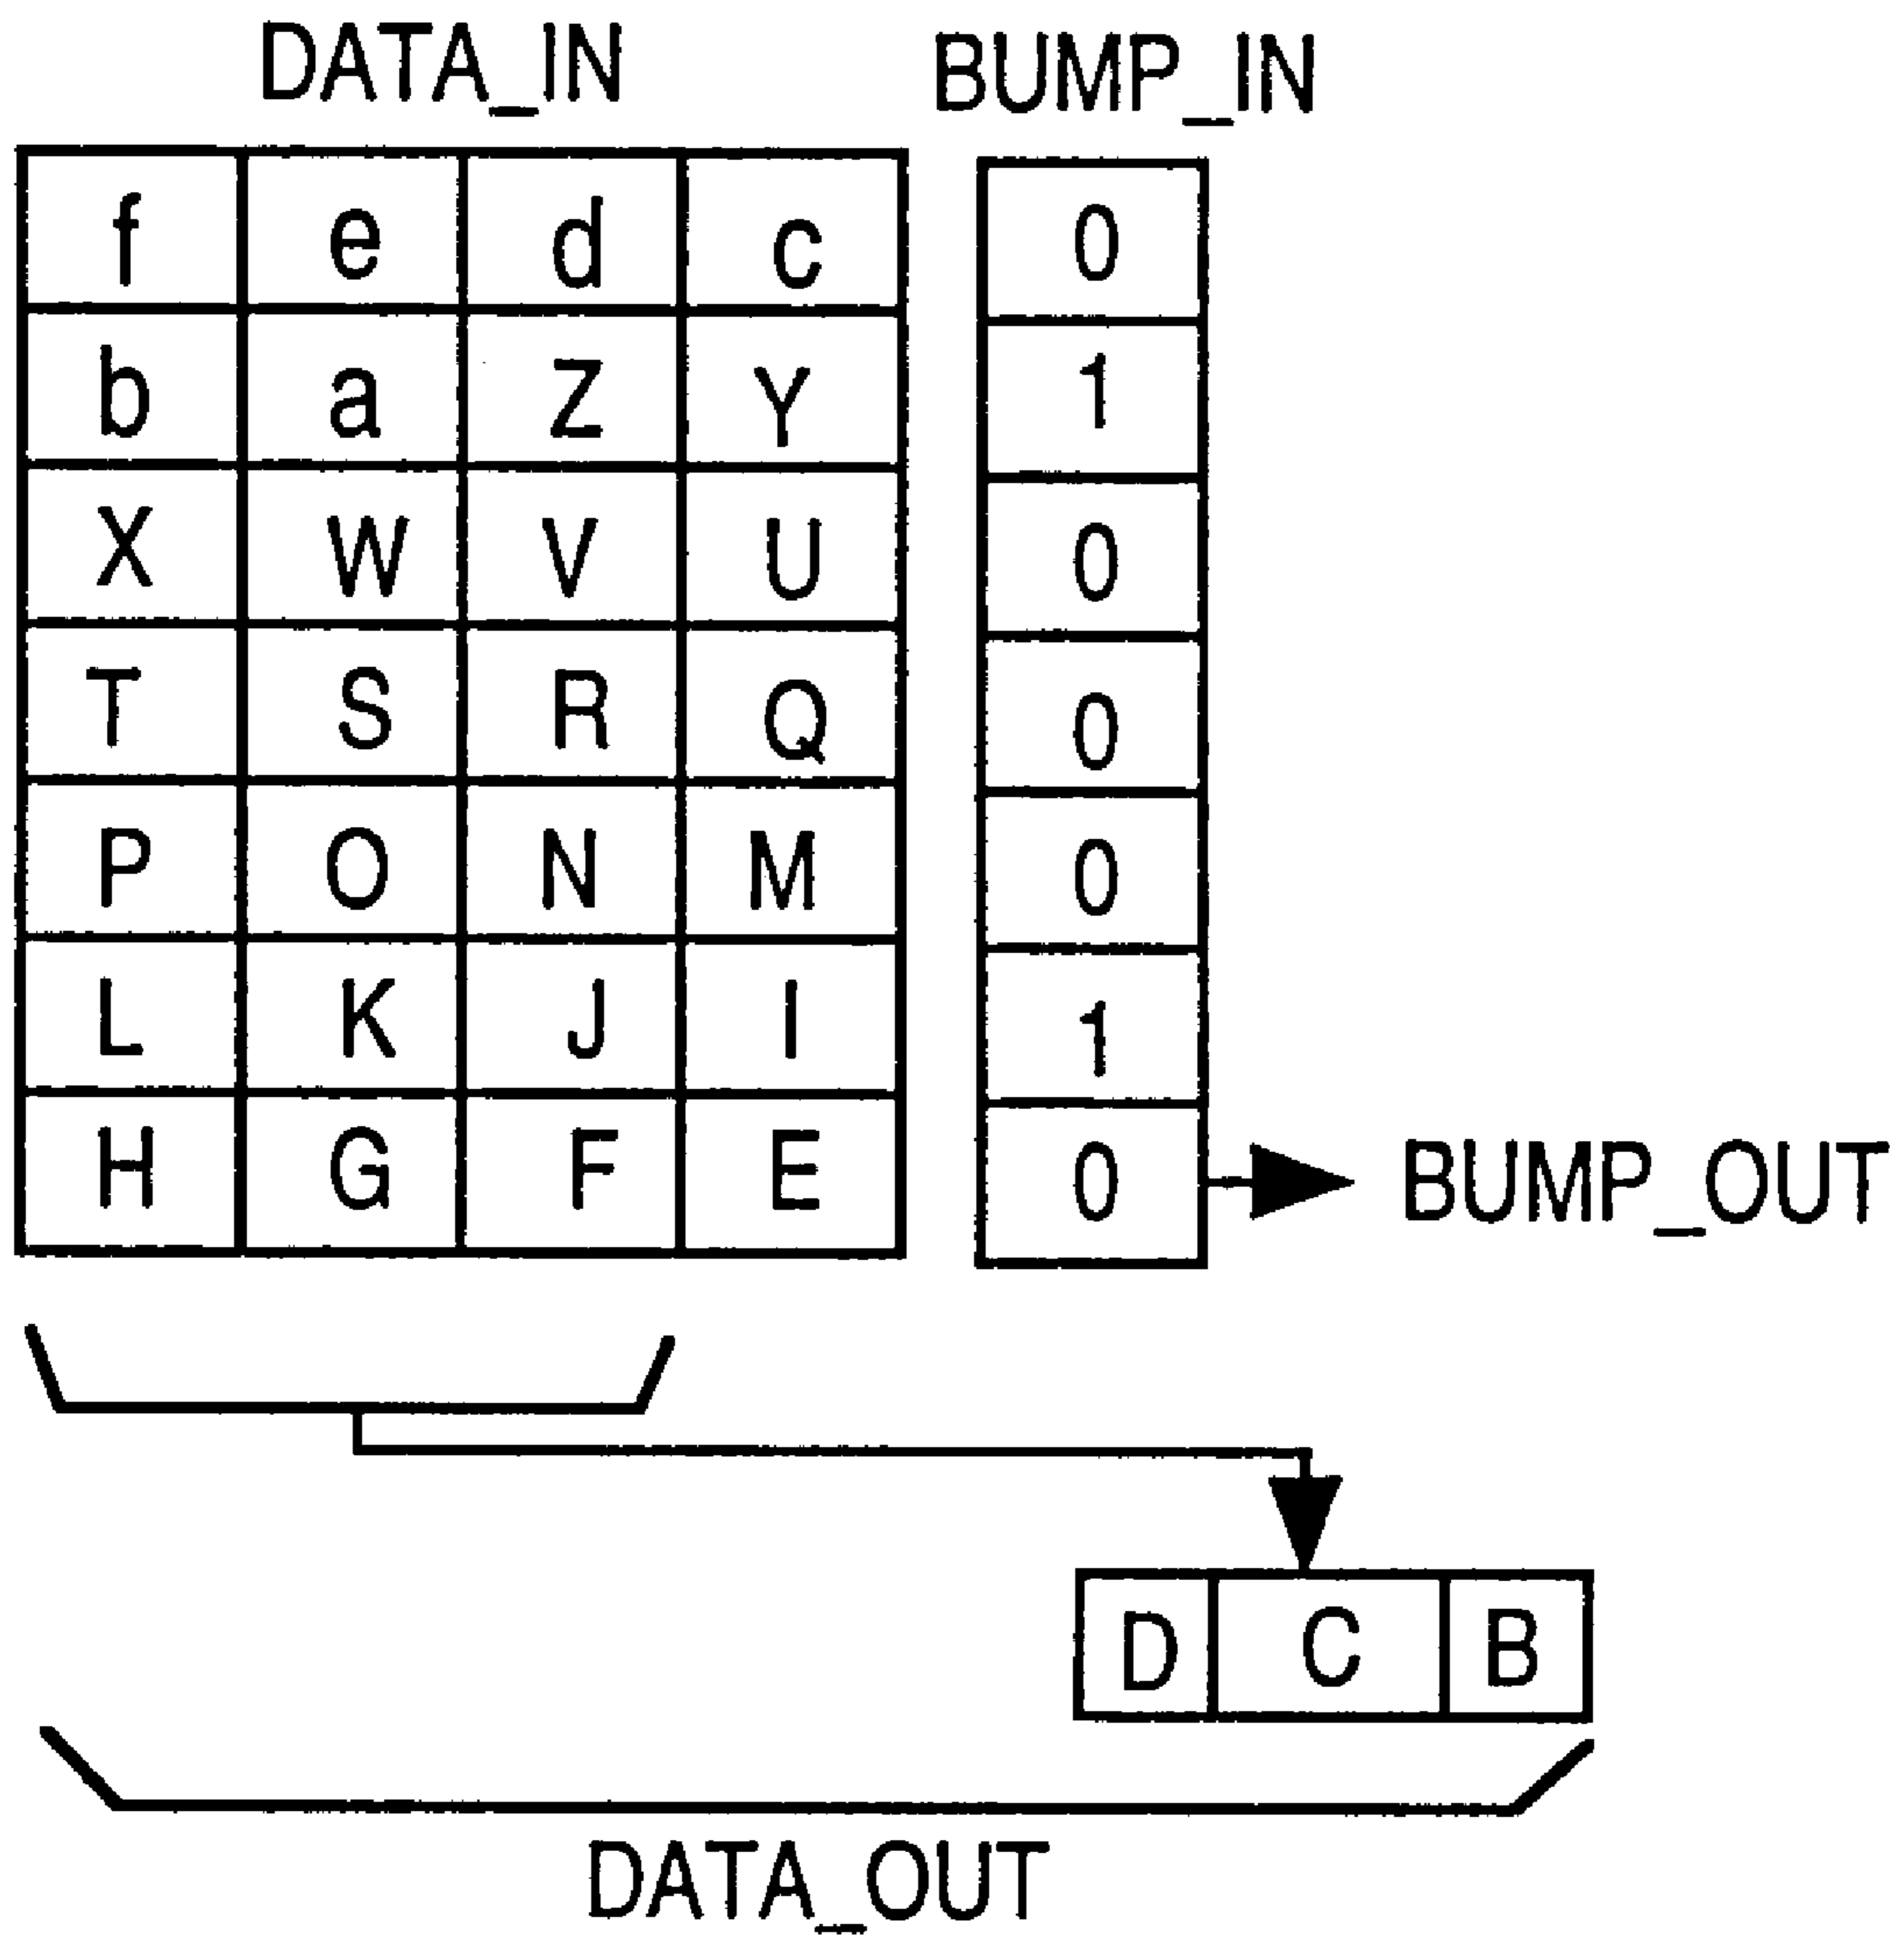 DATA_IN BUMP_IN
f e d c 0
b a Z Y 1
X W V U 0
T S R Q 0
P O N M 0
L K J I 1
H G F E 0 BUMP_OUT
D C B
DATA_OUT